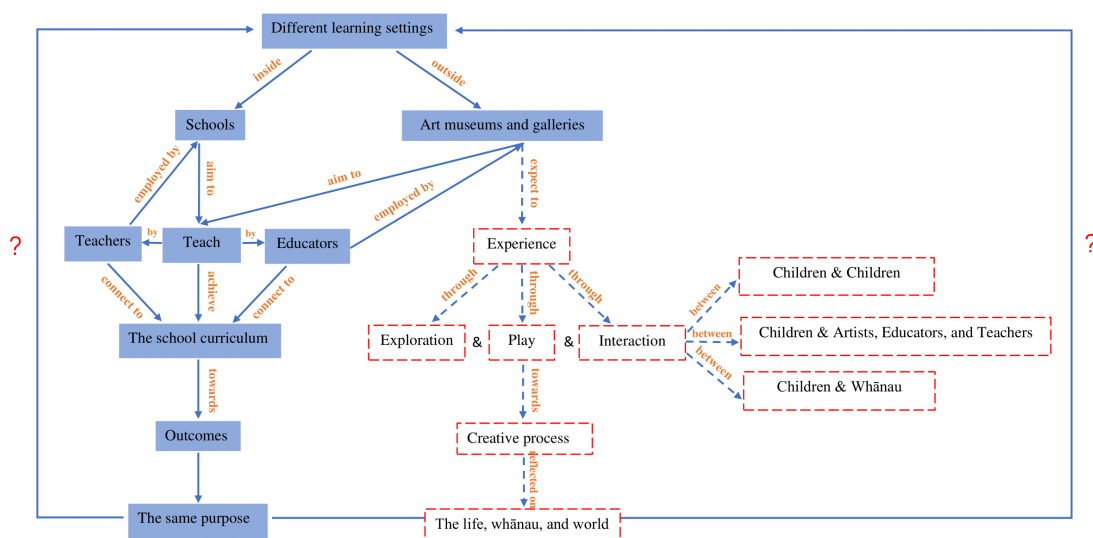 Different learning settings
inside
outside
Schools
Art museums and galleries
employed by
aim to
aim to
employed by
expect to
?
?
Teachers
by
Teach
by
Educators
Experience
connect to
achieve
connect to
through
through
through
Children & Children
between
The school curriculum
Exploration
&
Play
&
Interaction
between
Children & Artists, Educators, and Teachers
between
Children & Whānau
towards
towards
Outcomes
Creative process
reflected on
The same purpose
The life, whānau, and world